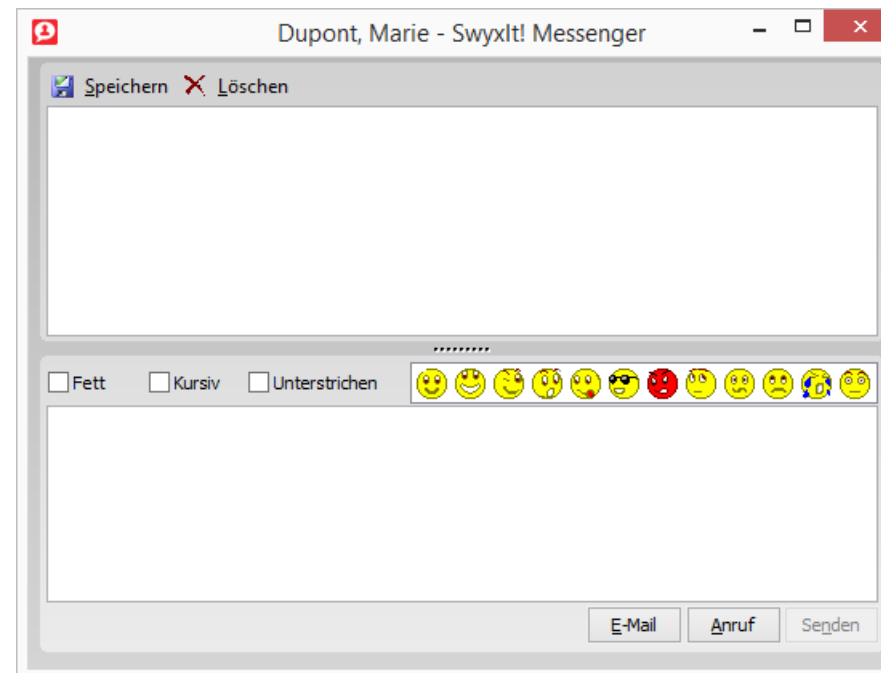 Dupont, Marie - SwyxIt! Messenger
Speichern Löschen
Fett Kursiv Unterstrichen
E-Mail Anruf Senden